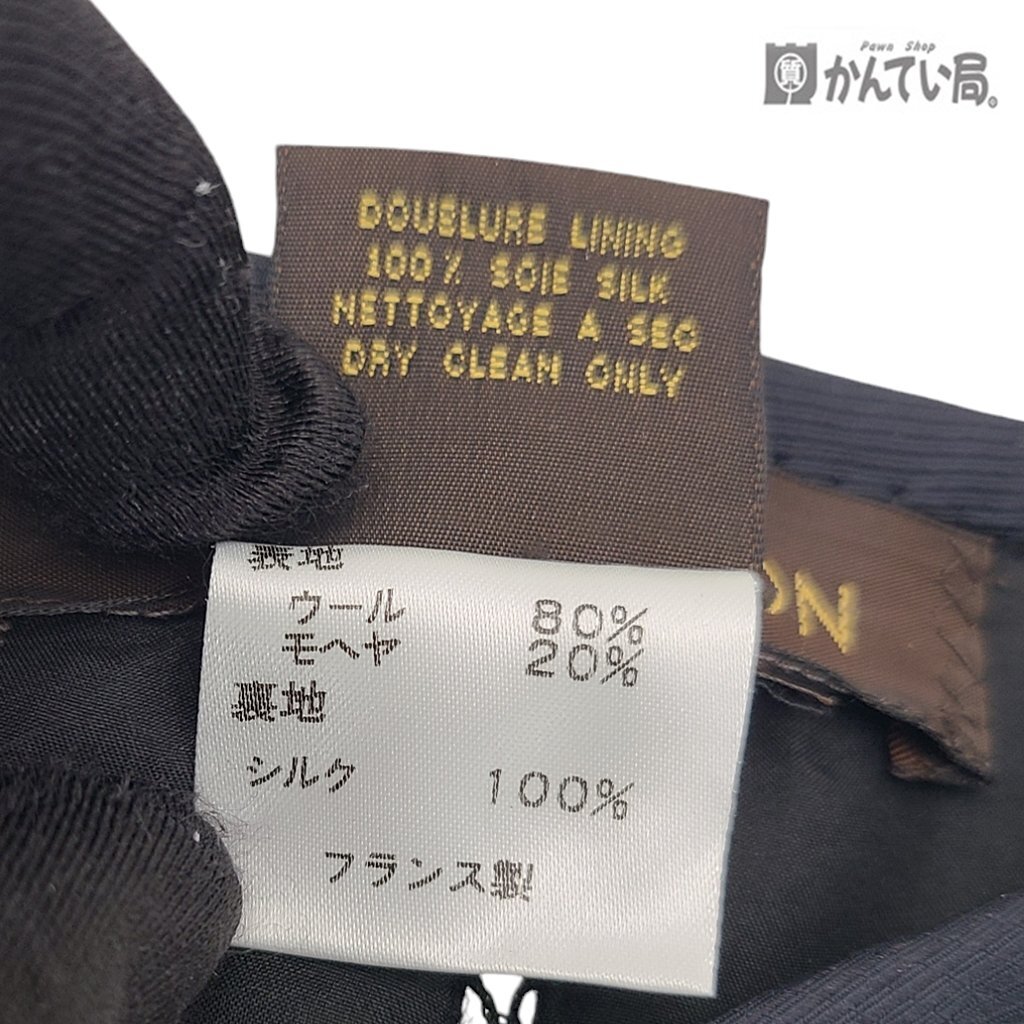 Pawn Shop
質 かんてい局。
DOUBLURE LINING
100% SOIE SILK
NETTOYAGE A SEC
DRY CLEAN ONLY
表地
ウール 80%
モヘヤ 20%
裏地
シルク 100%
フランス製
ON